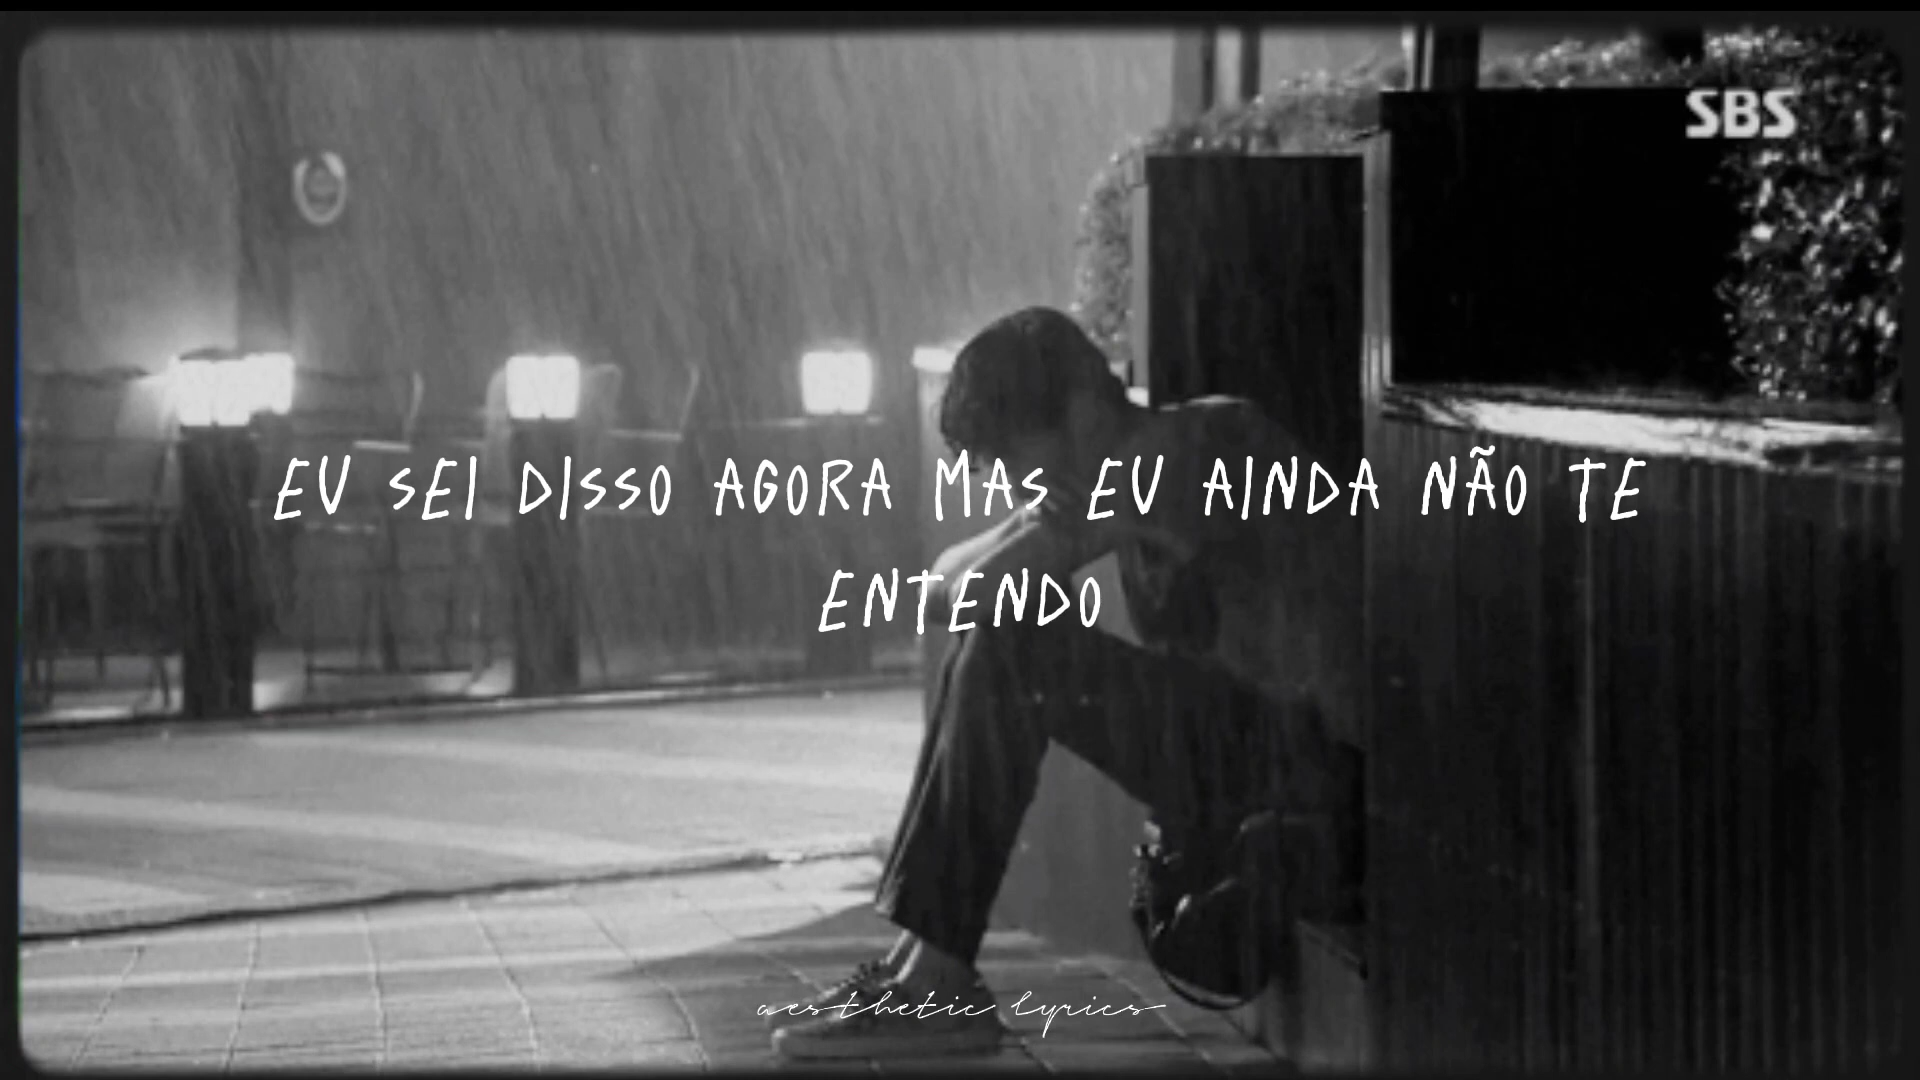 SBS
EU SEI DISSO AGORA MAS EU AINDA NÃO TE
ENTENDO
aesthetic lyrics